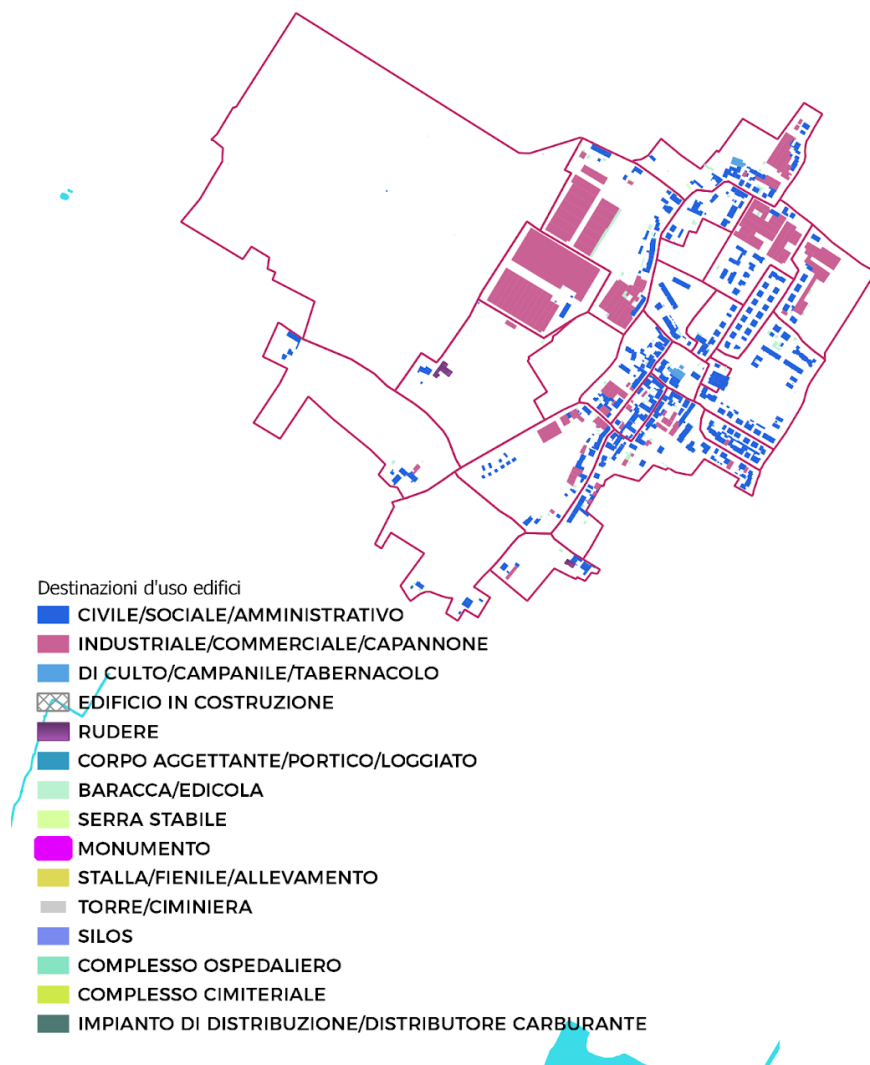 Destinazioni d'uso edifici
CIVILE/SOCIALE/AMMINISTRATIVO
INDUSTRIALE/COMMERCIALE/CAPANNONE
DI CULTO/CAMPANILE/TABERNACOLO
EDIFICIO IN COSTRUZIONE
RUDERE
CORPO AGGETTANTE/PORTICO/LOGGIATO
BARACCA/EDICOLA
SERRA STABILE
MONUMENTO
STALLA/FIENILE/ALLEVAMENTO
TORRE/CIMINIERA
SILOS
COMPLESSO OSPEDALIERO
COMPLESSO CIMITERIALE
IMPIANTO DI DISTRIBUZIONE/DISTRIBUTORE CARBURANTE